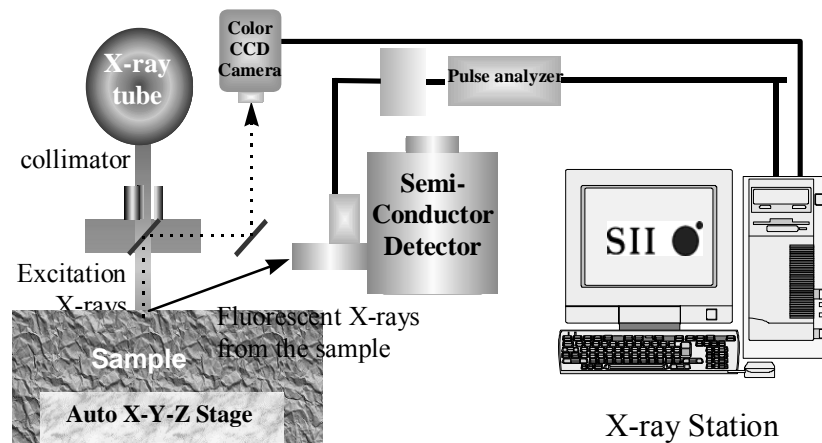 X-ray
tube
Color
CCD
Camera
Pulse analyzer
collimator
Semi-
Conductor
Detector
SII
Excitation
X-rays
Fluorescent X-rays
from the sample
Sample
Auto X-Y-Z Stage
X-ray Station